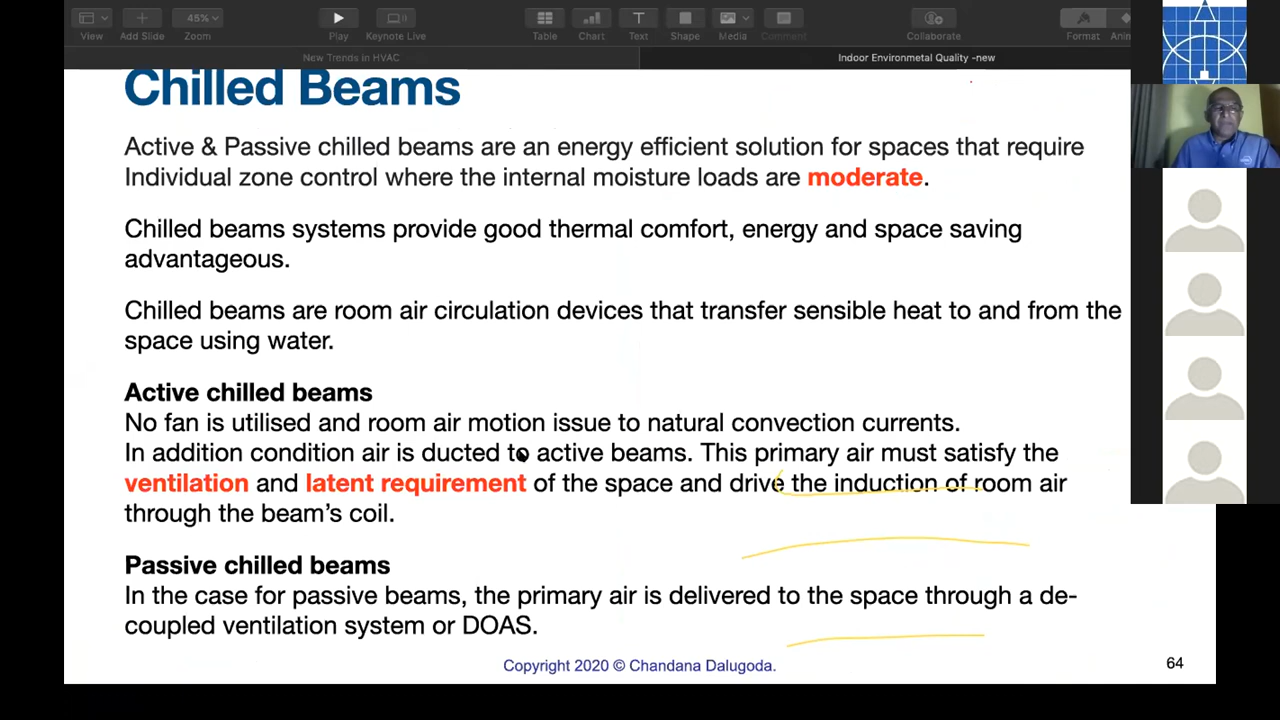 View
45%
Zoom
Add Slide
Play
Keynote Live
Table
Chart
Text
Shape
Media
Comment
Collaborate
Format
New Trends in HVAC
Indoor Environmetal Quality -new
Chilled Beams
Active & Passive chilled beams are an energy efficient solution for spaces that require
Individual zone control where the internal moisture loads are moderate.
Chilled beams systems provide good thermal comfort, energy and space saving
advantageous.
Chilled beams are room air circulation devices that transfer sensible heat to and from the
space using water.
Active chilled beams
No fan is utilised and room air motion issue to natural convection currents.
In addition condition air is ducted to active beams. This primary air must satisfy the
ventilation and latent requirement of the space and drive the induction of room air
through the beam's coil.
Passive chilled beams
In the case for passive beams, the primary air is delivered to the space through a de-
coupled ventilation system or DOAS.
Copyright 2020 © Chandana Dalugoda.
64